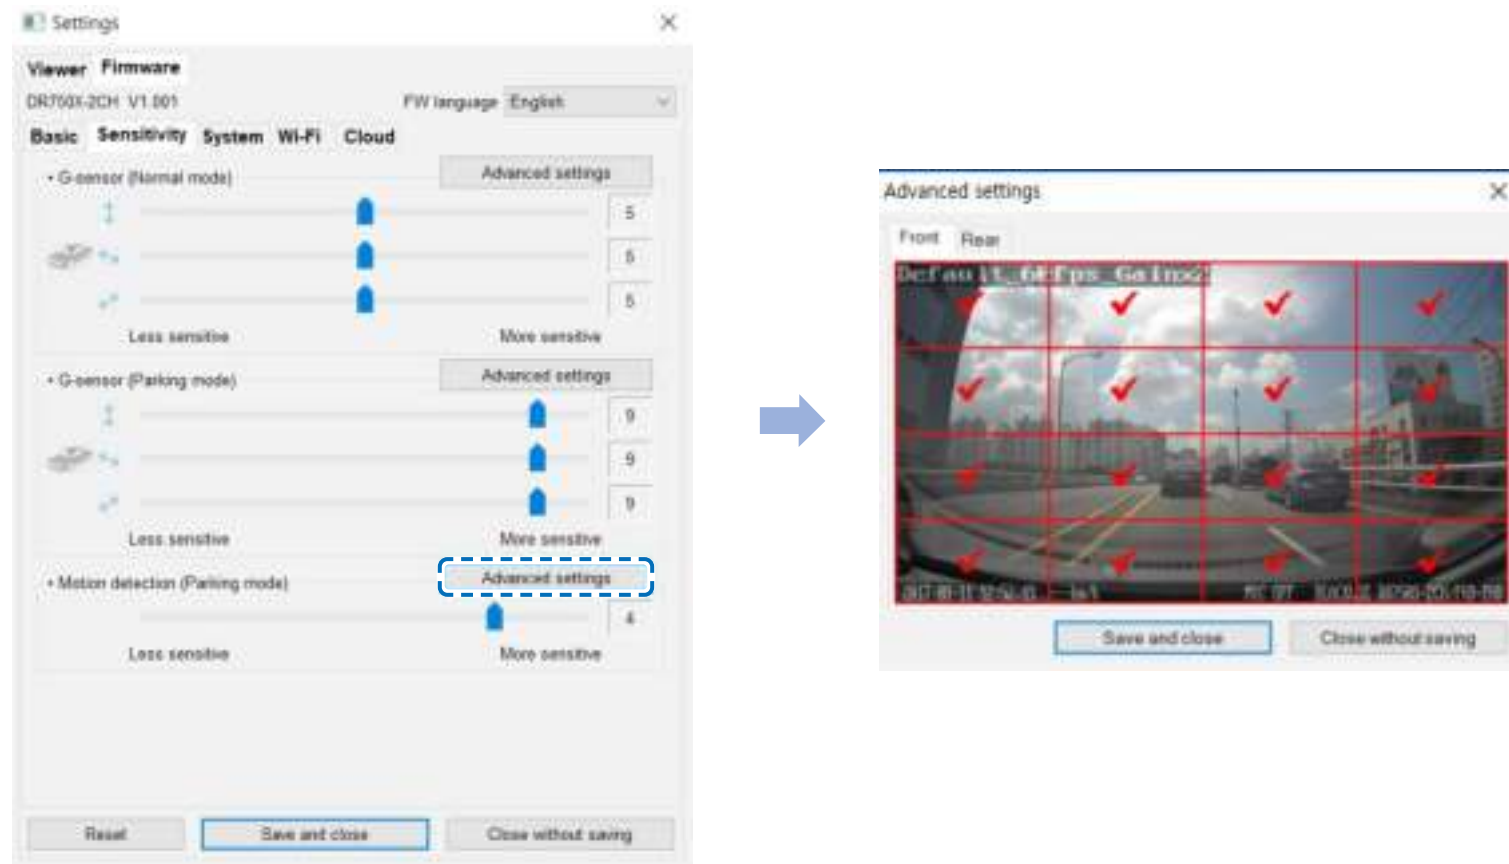 Settings
Viewer Firmware
DR750X-2CH V1.001
FW language English
Basic Sensitivity System Wi-Fi Cloud
• G-sensor (Normal mode)
Advanced settings
5
5
5
Less sensitive More sensitive
• G-sensor (Parking mode)
Advanced settings
9
9
9
Less sensitive More sensitive
• Motion detection (Parking mode)
Advanced settings
4
Less sensitive More sensitive
Reset Save and close Close without saving
Advanced settings
Front Rear
Default
MIC OFF
Save and close Close without saving